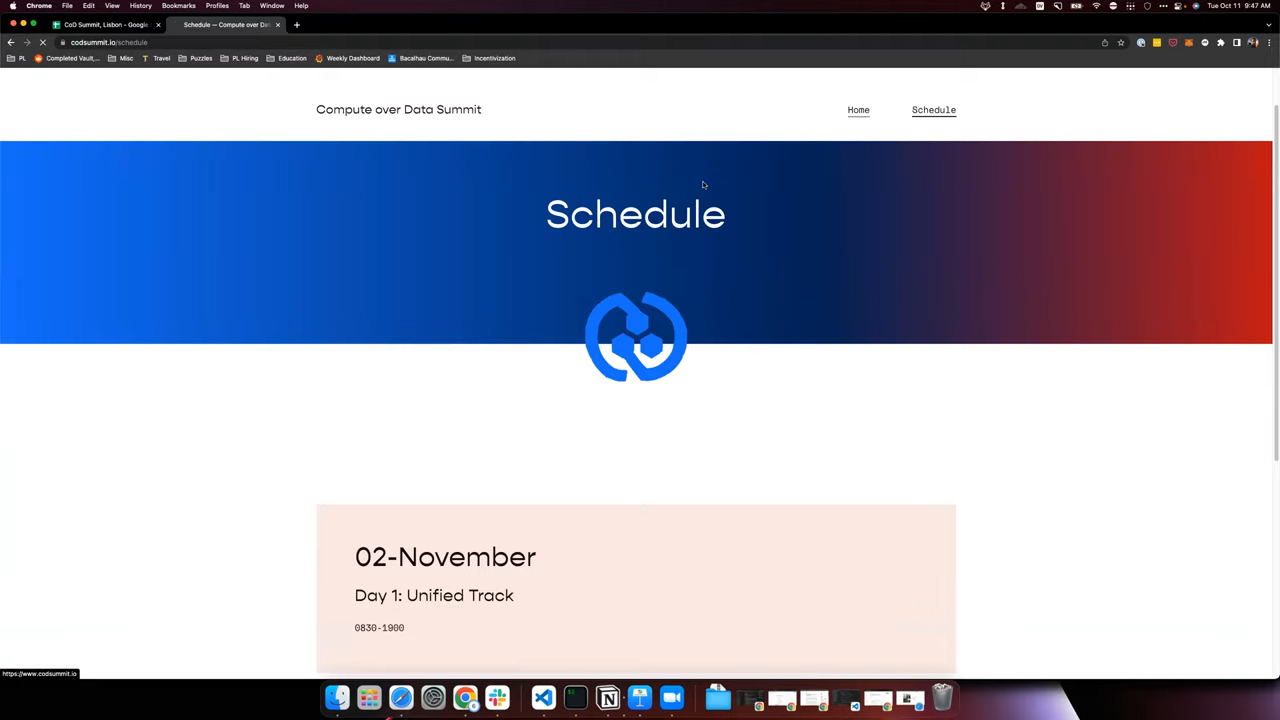 Chrome File Edit View History Bookmarks Profiles Tab Window Help
Tue Oct 11 9:47 AM
CoD Summit, Lisbon - Google
Schedule — Compute over Dat
codsummit.io/schedule
PL Completed Vault,... Misc Travel Puzzles PL Hiring Education Weekly Dashboard Bacalhau Commu... Incentivization
Compute over Data Summit
Home
Schedule
Schedule
02-November
Day 1: Unified Track
0830-1900
https://www.codsummit.io